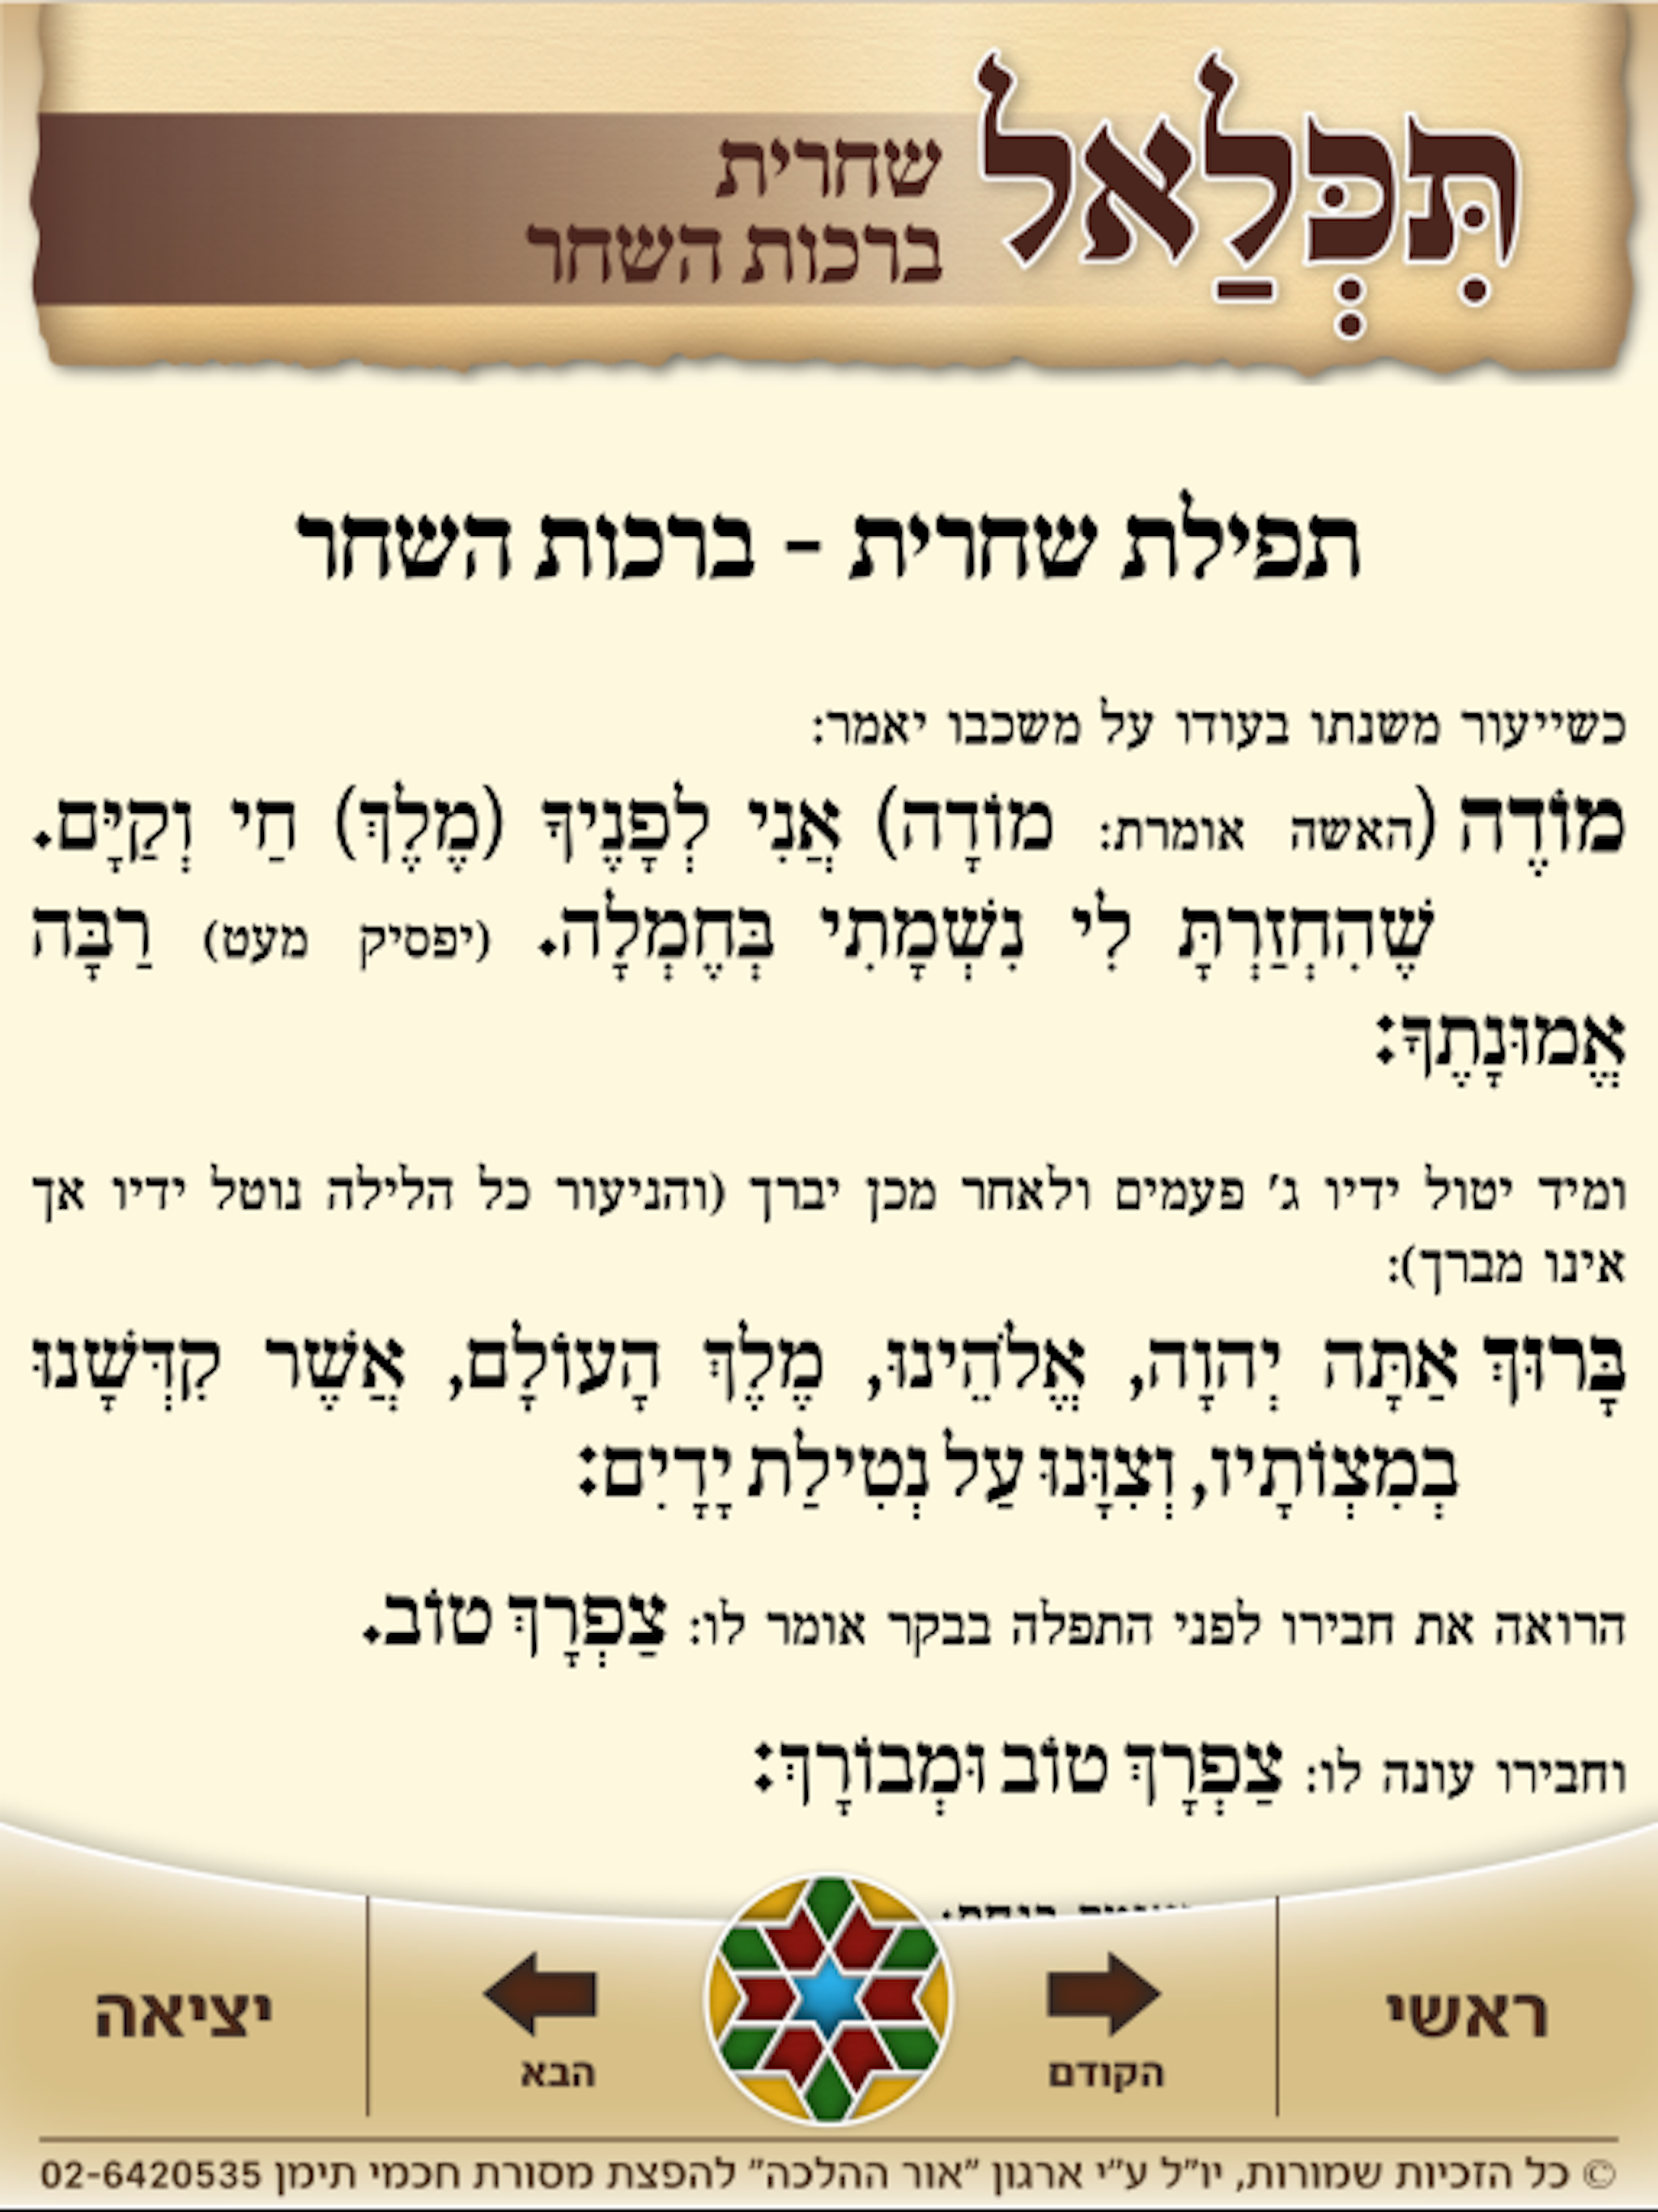 תִּכְּלַאל
שחרית
ברכות השחר
תפילת שחרית - ברכות השחר
כשייעור משנתו בעודו על משכבו יאמר:
מוֹדֶה (האשה אומרת: מוֹדָה) אֲנִי לְפָנֶיךָ (מֶלֶךְ) חַי וְקַיָּם.
שֶׁהִחְזַרְתָּ לִי נִשְׁמָתִי בְּחֶמְלָה. (יפסיק מעט) רַבָּה
אֱמוּנָתֶךָ:
ומיד יטול ידיו ג' פעמים ולאחר מכן יברך (והניעור כל הלילה נוטל ידיו אך
אינו מברך):
בָּרוּךְ אַתָּה יְהוָה, אֱלֹהֵינוּ, מֶלֶךְ הָעוֹלָם, אֲשֶׁר קִדְּשָׁנוּ
בְמִצְוֹתָיו, וְצִוָּנוּ עַל נְטִילַת יָדָיִם:
הרואה את חבירו לפני התפלה בבקר אומר לו: צַפְרָךְ טוֹב.
וחבירו עונה לו: צַפְרָךְ טוֹב וּמְבוֹרָךְ:
ראשי
הקודם
הבא
יציאה
© כל הזכיות שמורות, יו"ל ע"י ארגון "אור ההלכה" להפצת מסורת חכמי תימן 02-6420535